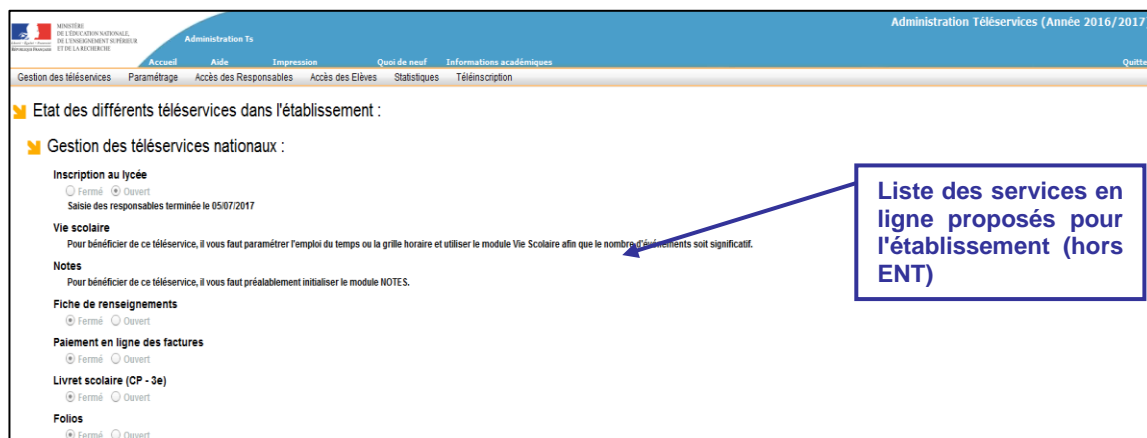 MINISTÈRE
DE L'ÉDUCATION NATIONALE,
DE L'ENSEIGNEMENT SUPÉRIEUR
ET DE LA RECHERCHE
Liberté • Égalité • Fraternité
RÉPUBLIQUE FRANÇAISE
Administration Ts
Administration Téléservices (Année 2016/2017
Accueil Aide Impression Quoi de neuf Informations académiques Quitte
Gestion des téléservices Paramétrage Accès des Responsables Accès des Elèves Statistiques Téléinscription
Etat des différents téléservices dans l'établissement :
Gestion des téléservices nationaux :
Inscription au lycée
Fermé Ouvert
Saisie des responsables terminée le 05/07/2017
Vie scolaire
Pour bénéficier de ce téléservice, il vous faut paramétrer l'emploi du temps ou la grille horaire et utiliser le module Vie Scolaire afin que le nombre d'événements soit significatif.
Notes
Pour bénéficier de ce téléservice, il vous faut préalablement initialiser le module NOTES.
Fiche de renseignements
Fermé Ouvert
Paiement en ligne des factures
Fermé Ouvert
Livret scolaire (CP - 3e)
Fermé Ouvert
Folios
Fermé Ouvert
Liste des services en
ligne proposés pour
l'établissement (hors
ENT)